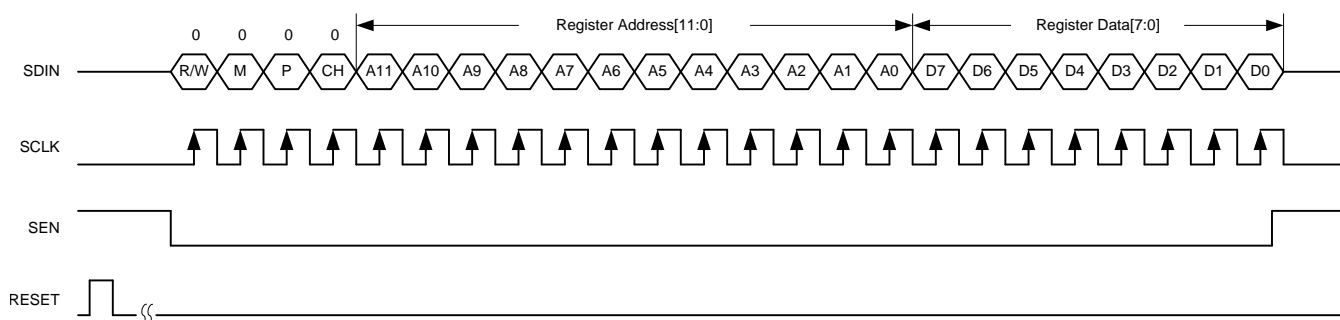 Register Address[11:0] Register Data[7:0]
0 0 0 0
SDIN R/W M P CH A11 A10 A9 A8 A7 A6 A5 A4 A3 A2 A1 A0 D7 D6 D5 D4 D3 D2 D1 D0
SCLK
SEN
RESET